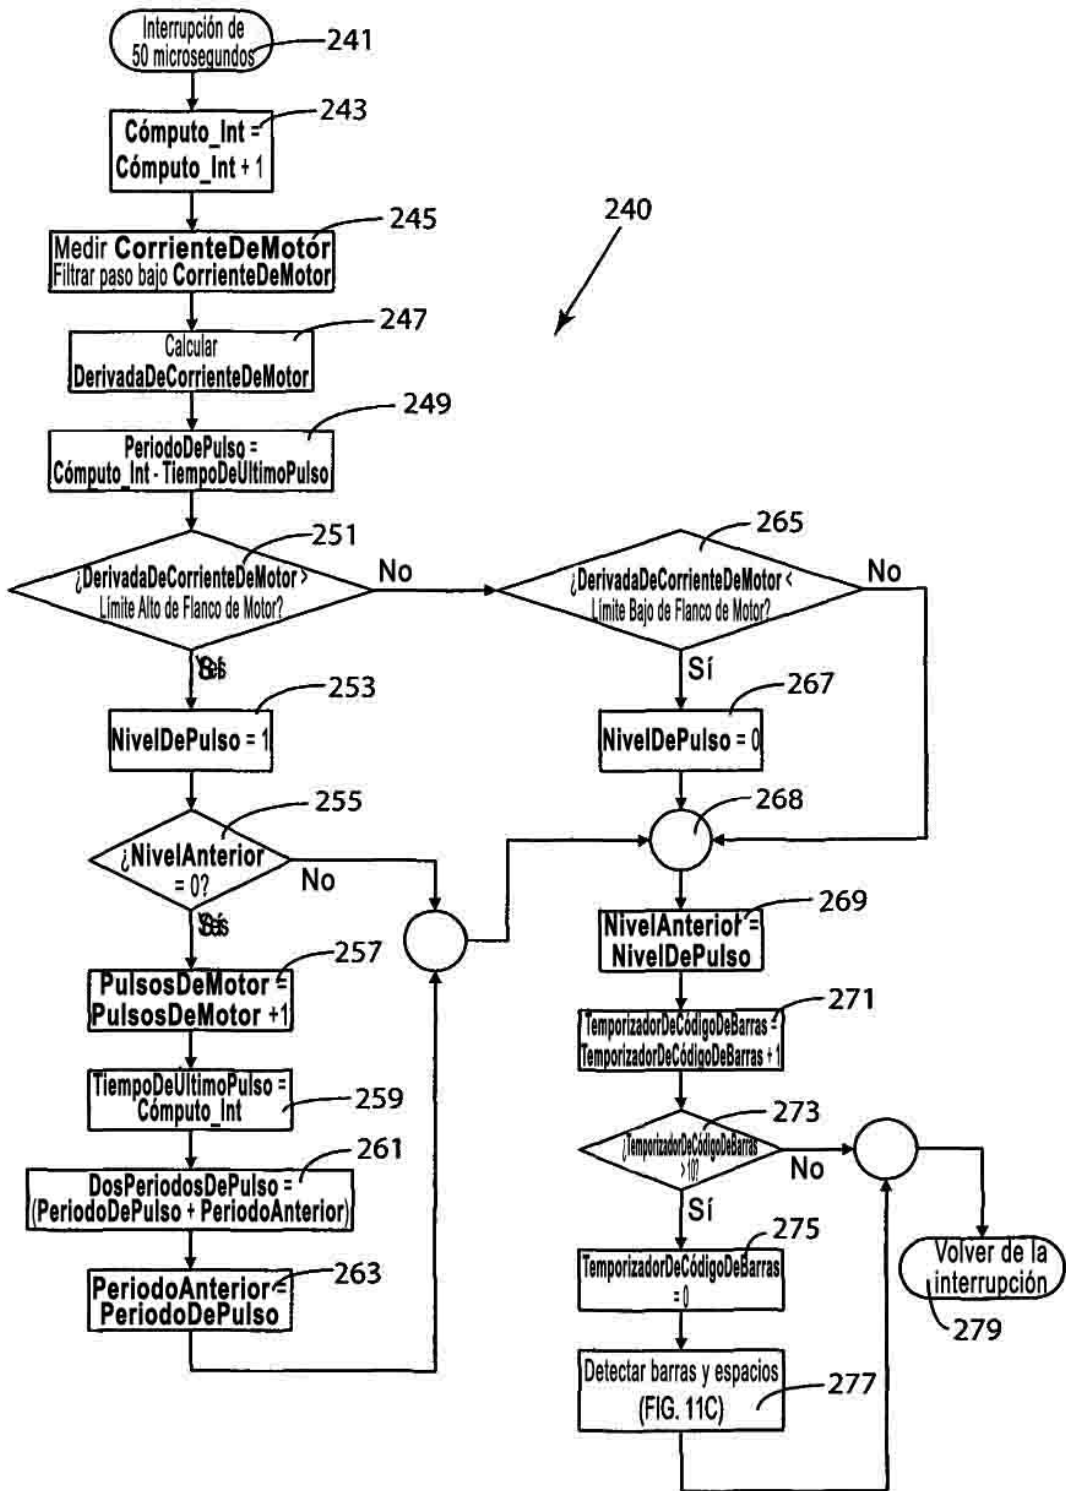 Interrupción de
50 microsegundos
241
Cómputo_Int =
Cómputo_Int + 1
243
Medir CorrienteDeMotor
Filtrar paso bajo CorrienteDeMotor
245
240
Calcular
DerivadaDeCorrienteDeMotor
247
PeriodoDePulso =
Cómputo_Int - TiempoDeÚltimoPulso
249
¿DerivadaDeCorrienteDeMotor >
Límite Alto de Flanco de Motor?
251
No
¿DerivadaDeCorrienteDeMotor <
Límite Bajo de Flanco de Motor?
265
No
Sí
NivelDePulso = 1
253
NivelDePulso = 0
267
268
¿NivelAnterior
= 0?
255
No
NivelAnterior =
NivelDePulso
269
PulsosDeMotor =
PulsosDeMotor +1
257
TemporizadorDeCódigoDeBarras =
TemporizadorDeCódigoDeBarras + 1
271
TiempoDeÚltimoPulso =
Cómputo_Int
259
¿TemporizadorDeCódigoDeBarras
> 10?
273
No
Sí
DosPeriodosDePulso =
(PeriodoDePulso + PeriodoAnterior)
261
TemporizadorDeCódigoDeBarras
= 0
275
Volver de la
interrupción
279
PeriodoAnterior =
PeriodoDePulso
263
Detectar barras y espacios
(FIG. 11C)
277